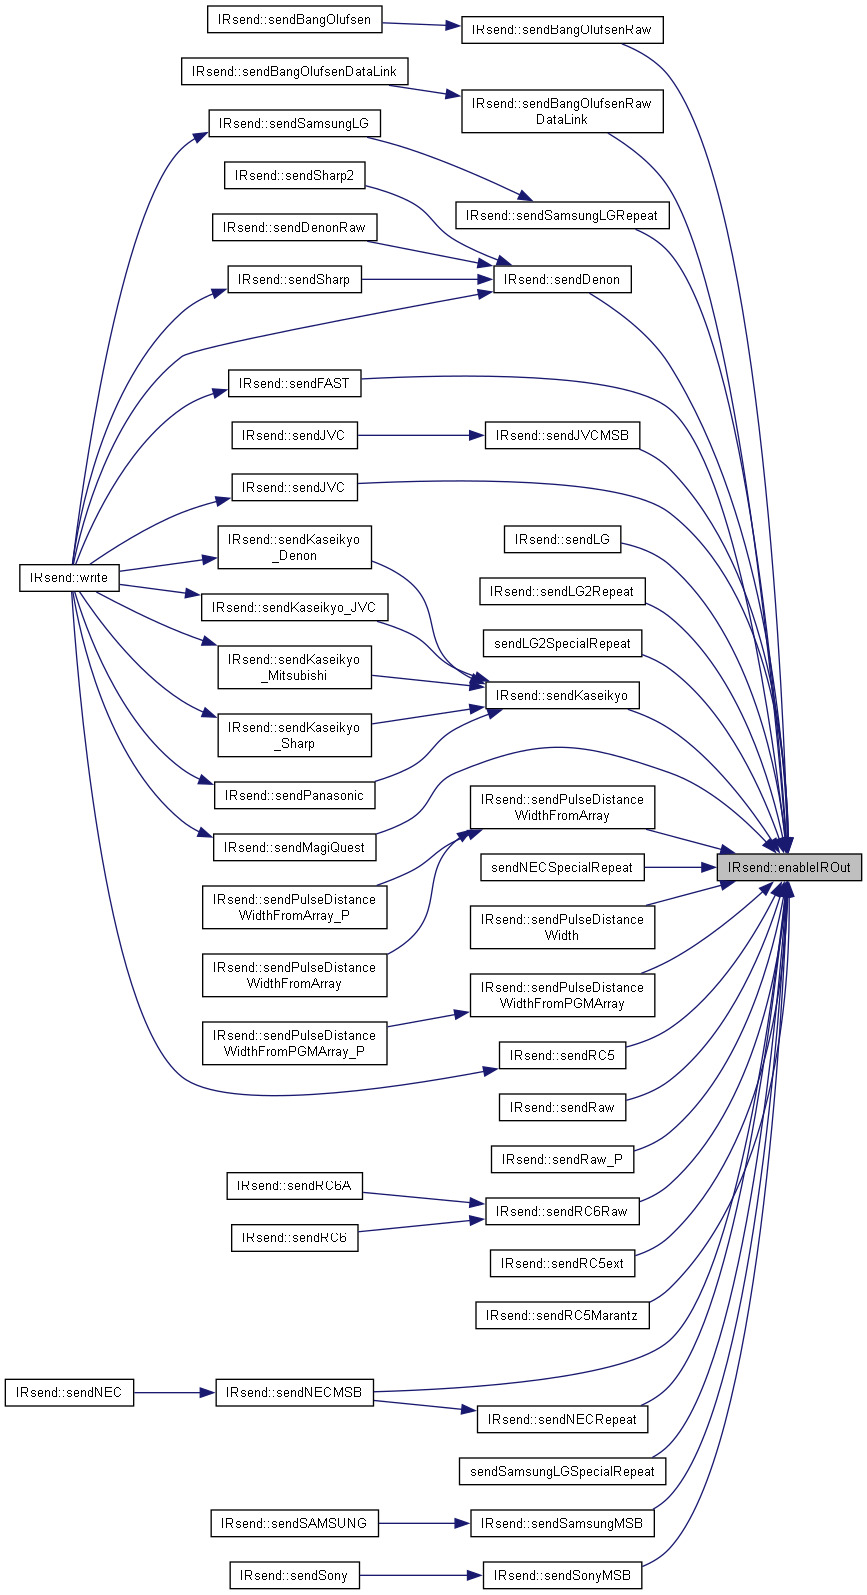 IRsend::sendBangOlufsen
IRsend::sendBangOlufsenRaw
IRsend::sendBangOlufsenDataLink
IRsend::sendBangOlufsenRaw
DataLink
IRsend::sendSamsungLG
IRsend::sendSharp2
IRsend::sendSamsungLGRepeat
IRsend::sendDenonRaw
IRsend::sendSharp
IRsend::sendDenon
IRsend::sendFAST
IRsend::sendJVC
IRsend::sendJVCMSB
IRsend::sendJVC
IRsend::sendKaseikyo
_Denon
IRsend::sendLG
IRsend::write
IRsend::sendLG2Repeat
IRsend::sendKaseikyo_JVC
sendLG2SpecialRepeat
IRsend::sendKaseikyo
_Mitsubishi
IRsend::sendKaseikyo
IRsend::sendKaseikyo
_Sharp
IRsend::sendPanasonic
IRsend::sendPulseDistance
WidthFromArray
IRsend::sendMagiQuest
sendNECSpecialRepeat
IRsend::enableIROut
IRsend::sendPulseDistance
WidthFromArray_P
IRsend::sendPulseDistance
Width
IRsend::sendPulseDistance
WidthFromArray
IRsend::sendPulseDistance
WidthFromPGMArray
IRsend::sendPulseDistance
WidthFromPGMArray_P
IRsend::sendRC5
IRsend::sendRaw
IRsend::sendRaw_P
IRsend::sendRC6A
IRsend::sendRC6Raw
IRsend::sendRC6
IRsend::sendRC5ext
IRsend::sendRC5Marantz
IRsend::sendNEC
IRsend::sendNECMSB
IRsend::sendNECRepeat
sendSamsungLGSpecialRepeat
IRsend::sendSAMSUNG
IRsend::sendSamsungMSB
IRsend::sendSony
IRsend::sendSonyMSB